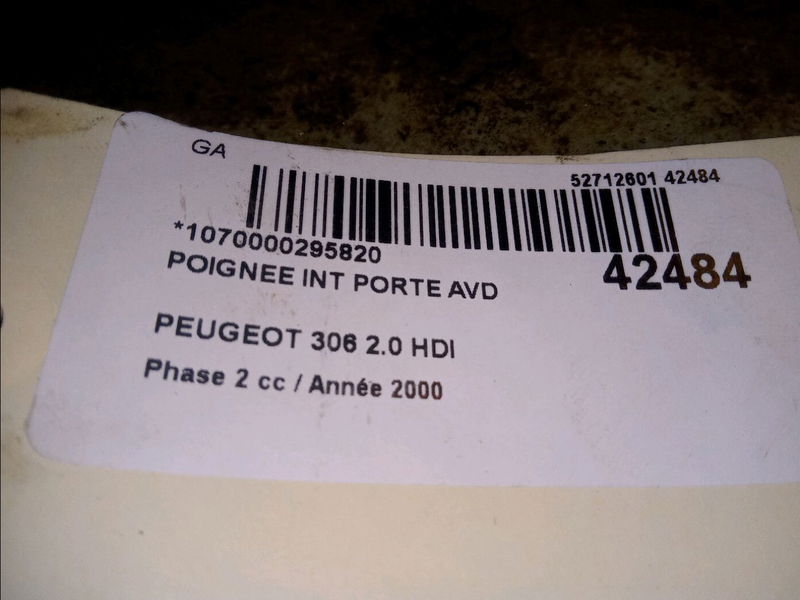 GA
52712601 42484
*1070000295820
42484
POIGNEE INT PORTE AVD
PEUGEOT 306 2.0 HDI
Phase 2 cc / Année 2000